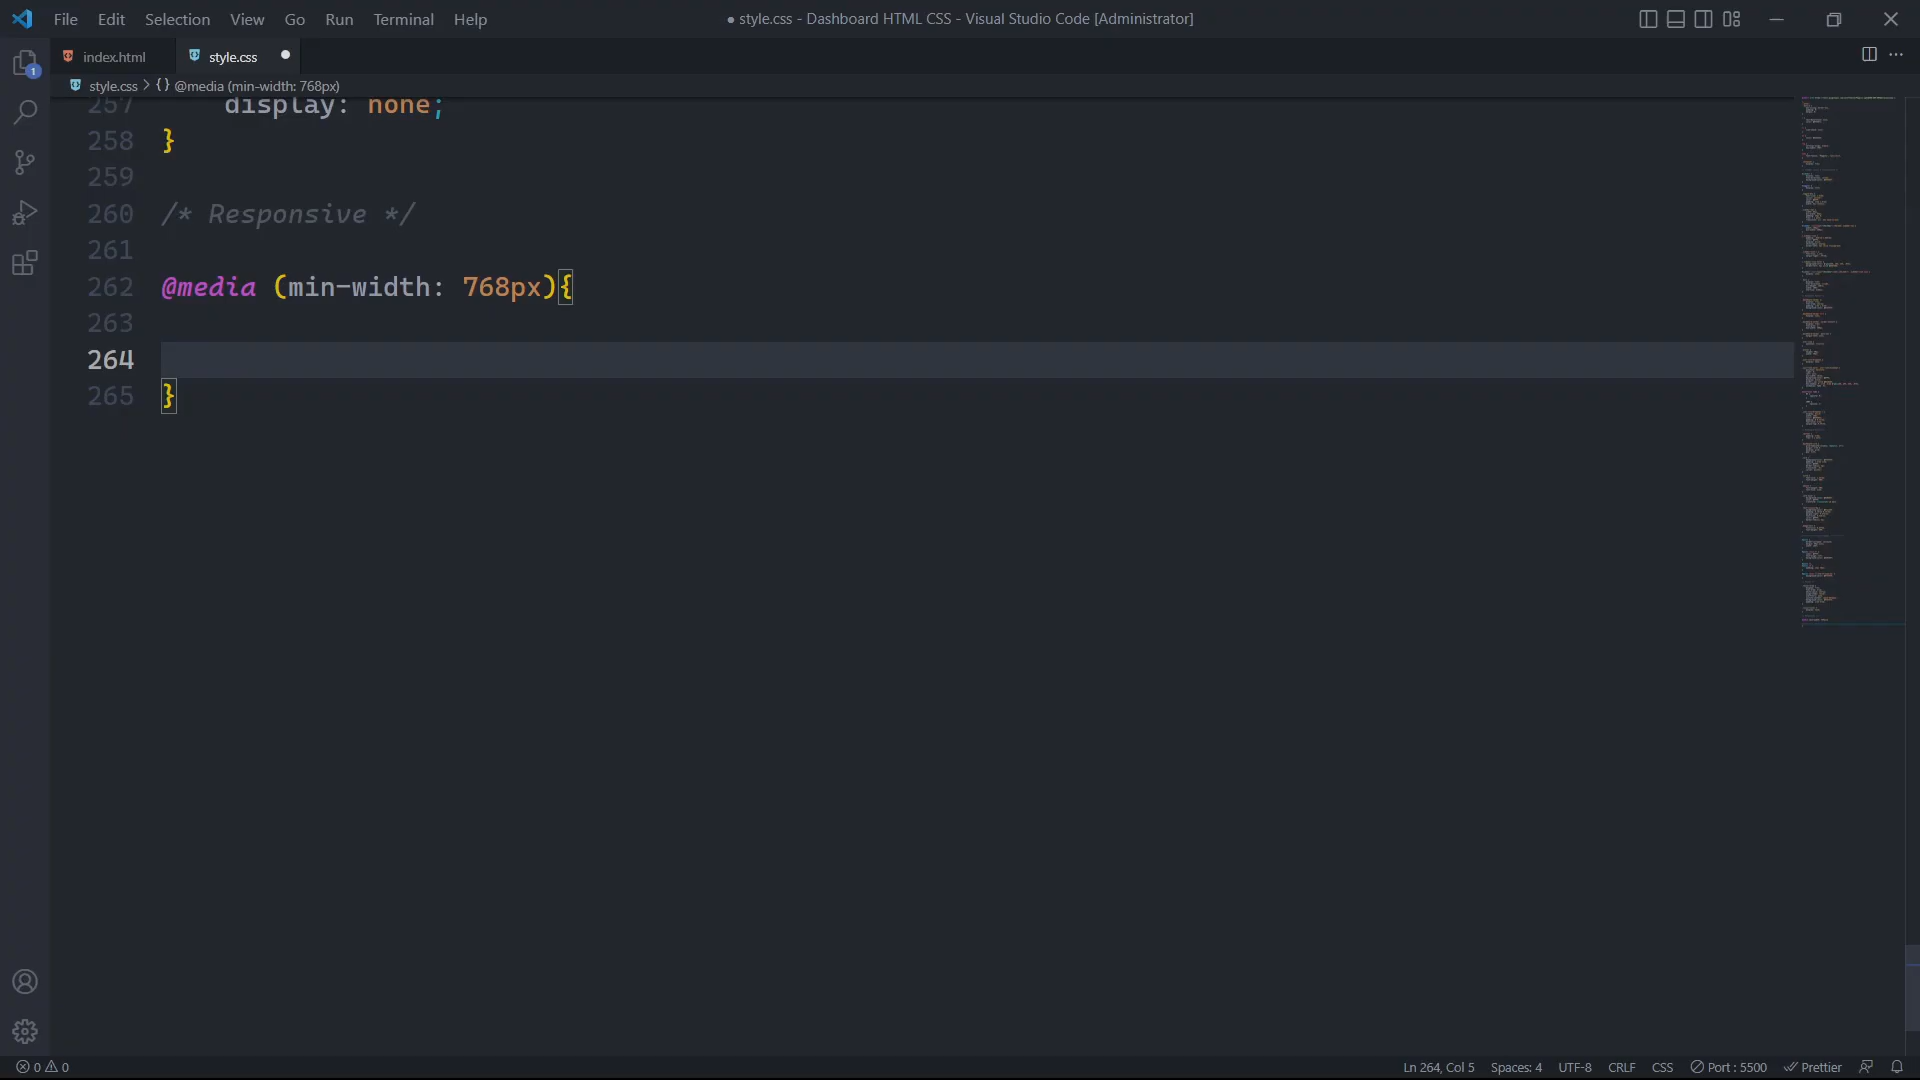 File Edit Selection View Go Run Terminal Help
● style.css - Dashboard HTML CSS - Visual Studio Code [Administrator]
index.html
style.css
style.css > {} @media (min-width: 768px)
1
257 display: none;
258 }
259
260 /* Responsive */
261
262 @media (min-width: 768px){
263
264
265 }
0 0
Ln 264, Col 5 Spaces: 4 UTF-8 CRLF CSS Port : 5500 Prettier